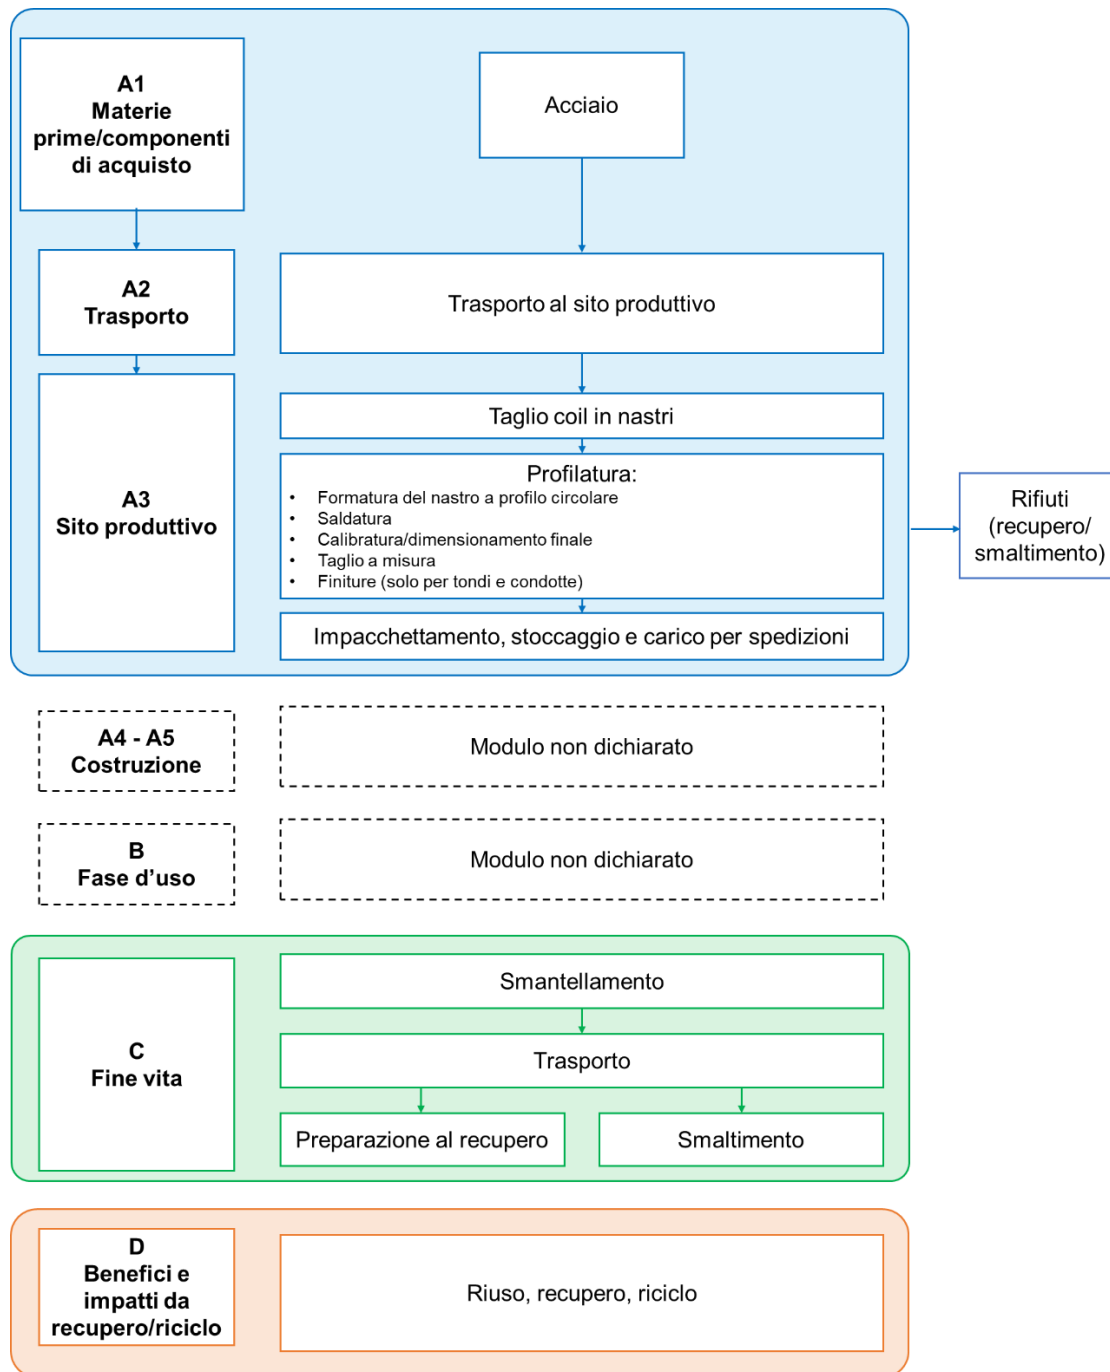 A1
Materie
prime/componenti
di acquisto
Acciaio
A2
Trasporto
Trasporto al sito produttivo
A3
Sito produttivo
Taglio coil in nastri
Profilatura:
• Formatura del nastro a profilo circolare
• Saldatura
• Calibratura/dimensionamento finale
• Taglio a misura
• Finiture (solo per tondi e condotte)
Impacchettamento, stoccaggio e carico per spedizioni
Rifiuti
(recupero/
smaltimento)
A4 - A5
Costruzione
Modulo non dichiarato
B
Fase d’uso
Modulo non dichiarato
C
Fine vita
Smantellamento
Trasporto
Preparazione al recupero
Smaltimento
D
Benefici e
impatti da
recupero/riciclo
Riuso, recupero, riciclo